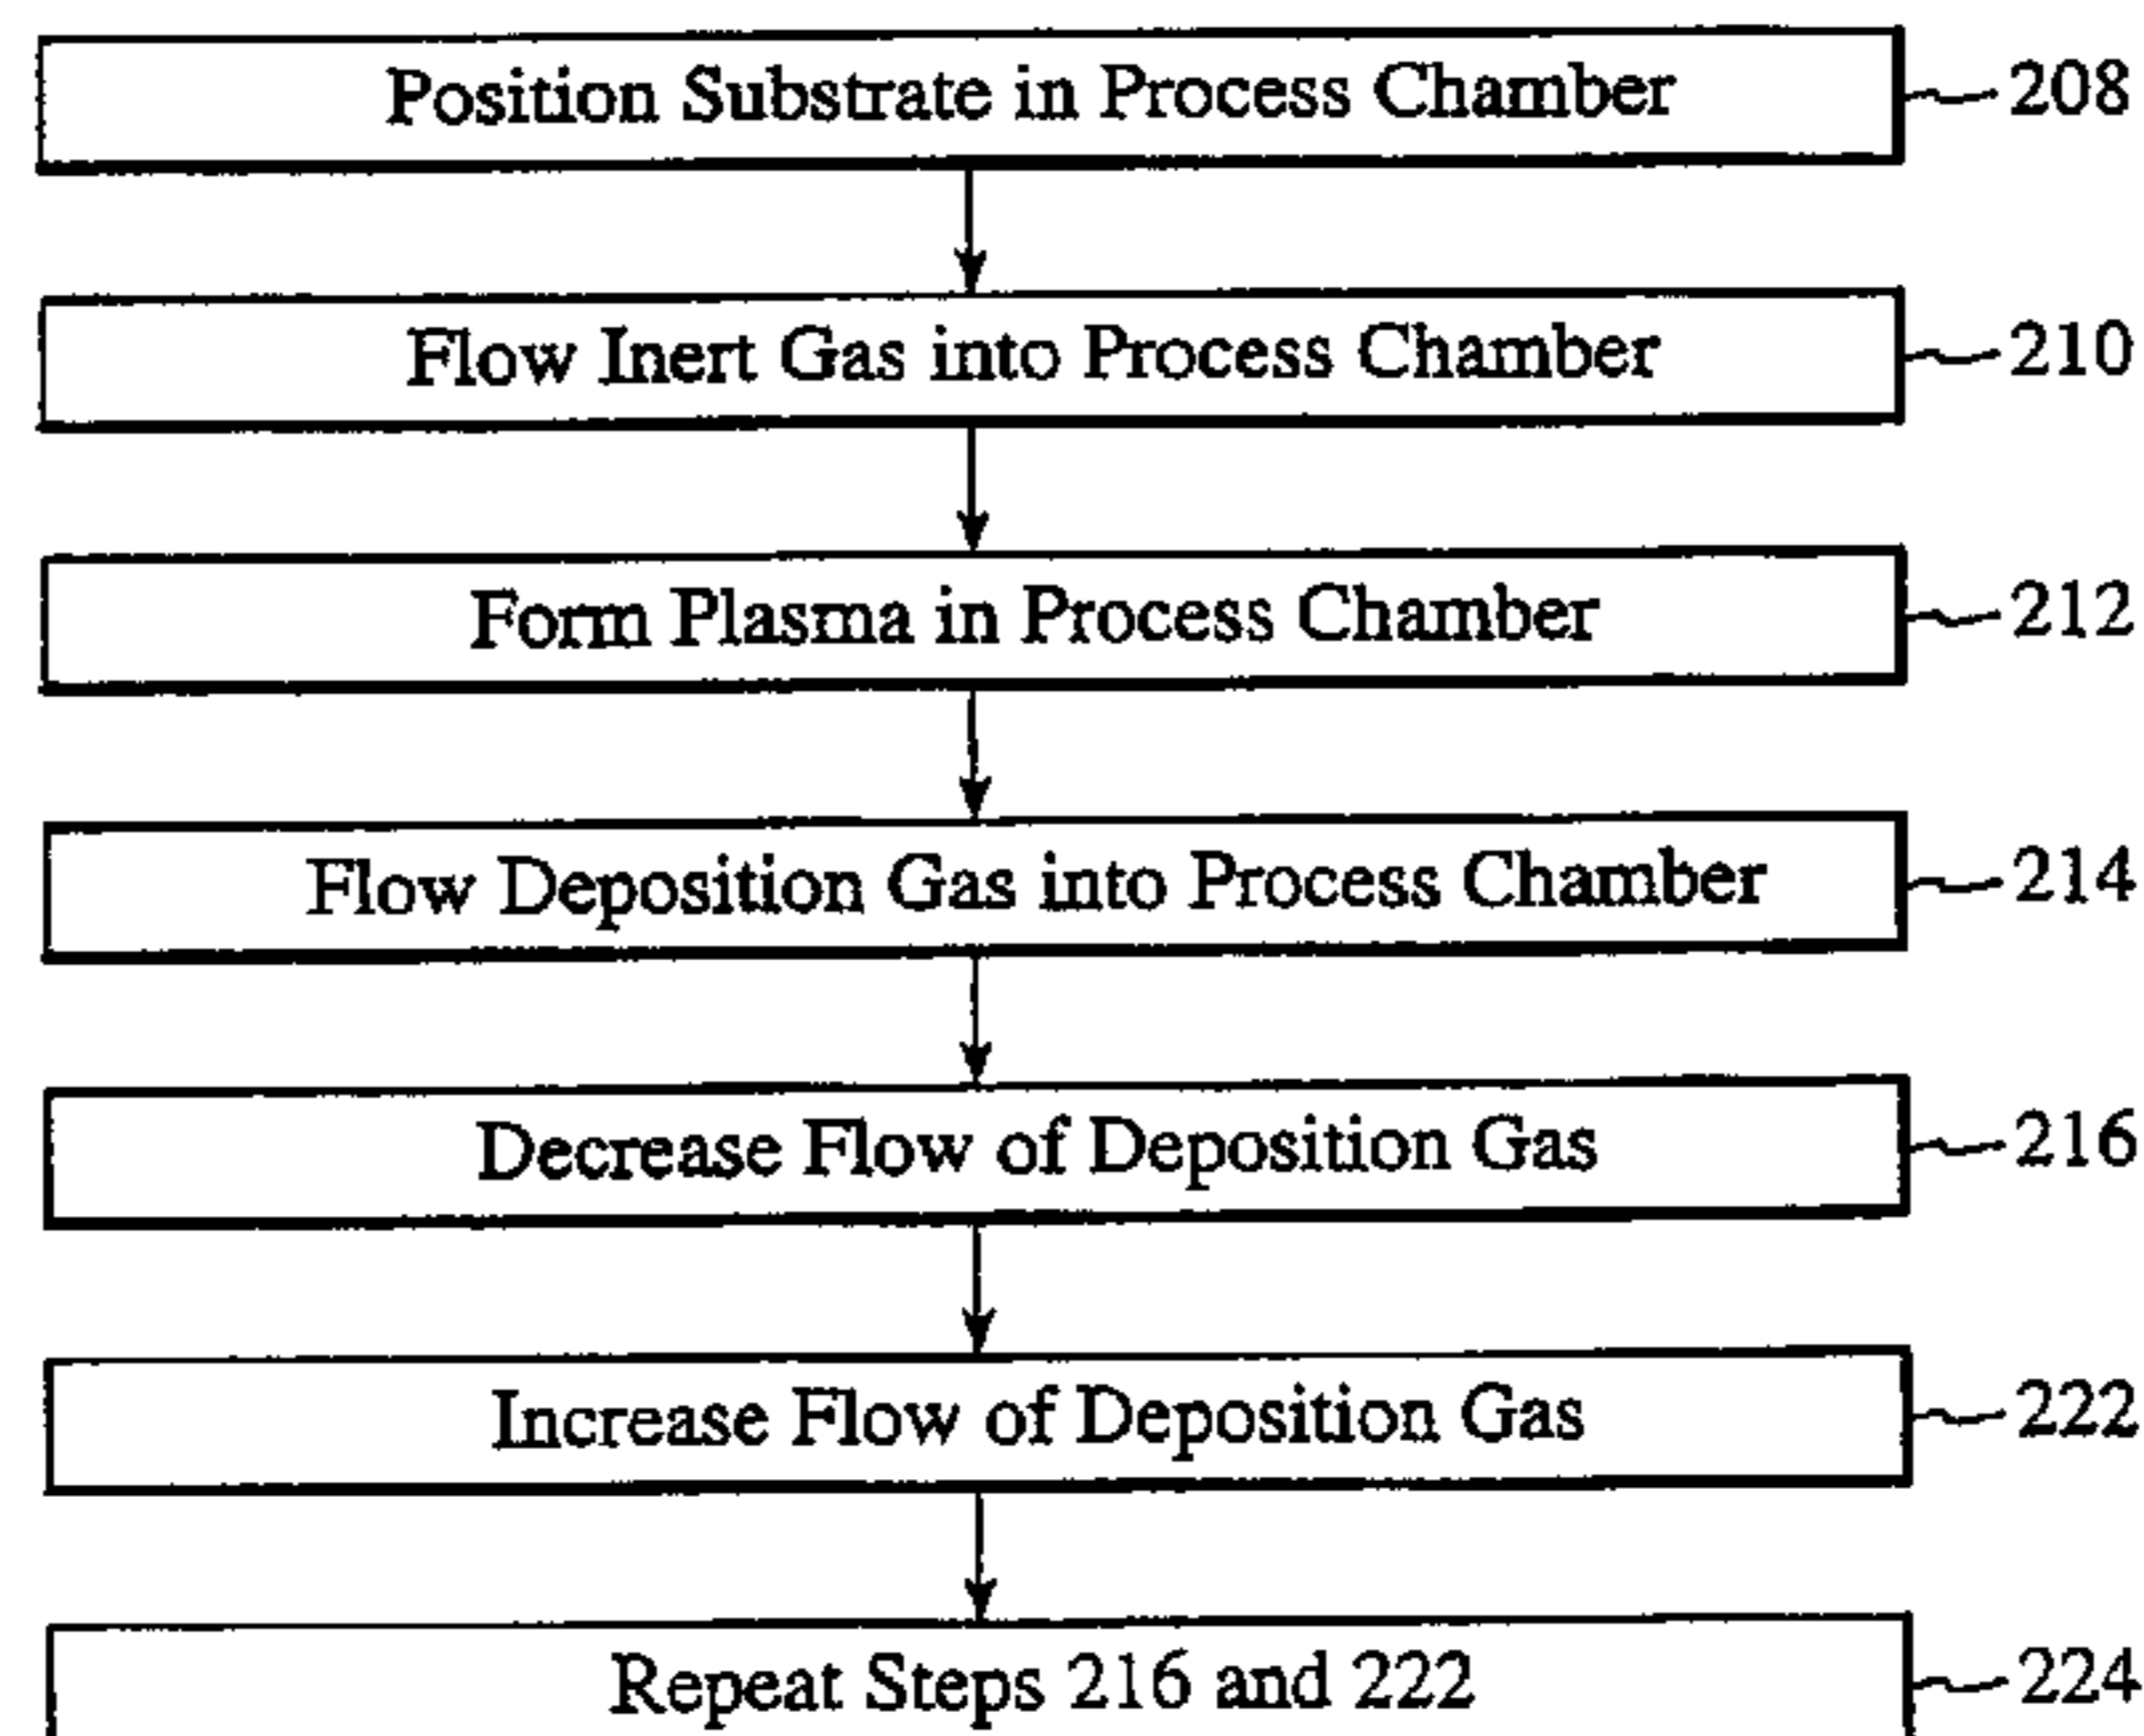 Position Substrate in Process Chamber 208
Flow Inert Gas into Process Chamber 210
Form Plasma in Process Chamber 212
Flow Deposition Gas into Process Chamber 214
Decrease Flow of Deposition Gas 216
Increase Flow of Deposition Gas 222
Repeat Steps 216 and 222 224